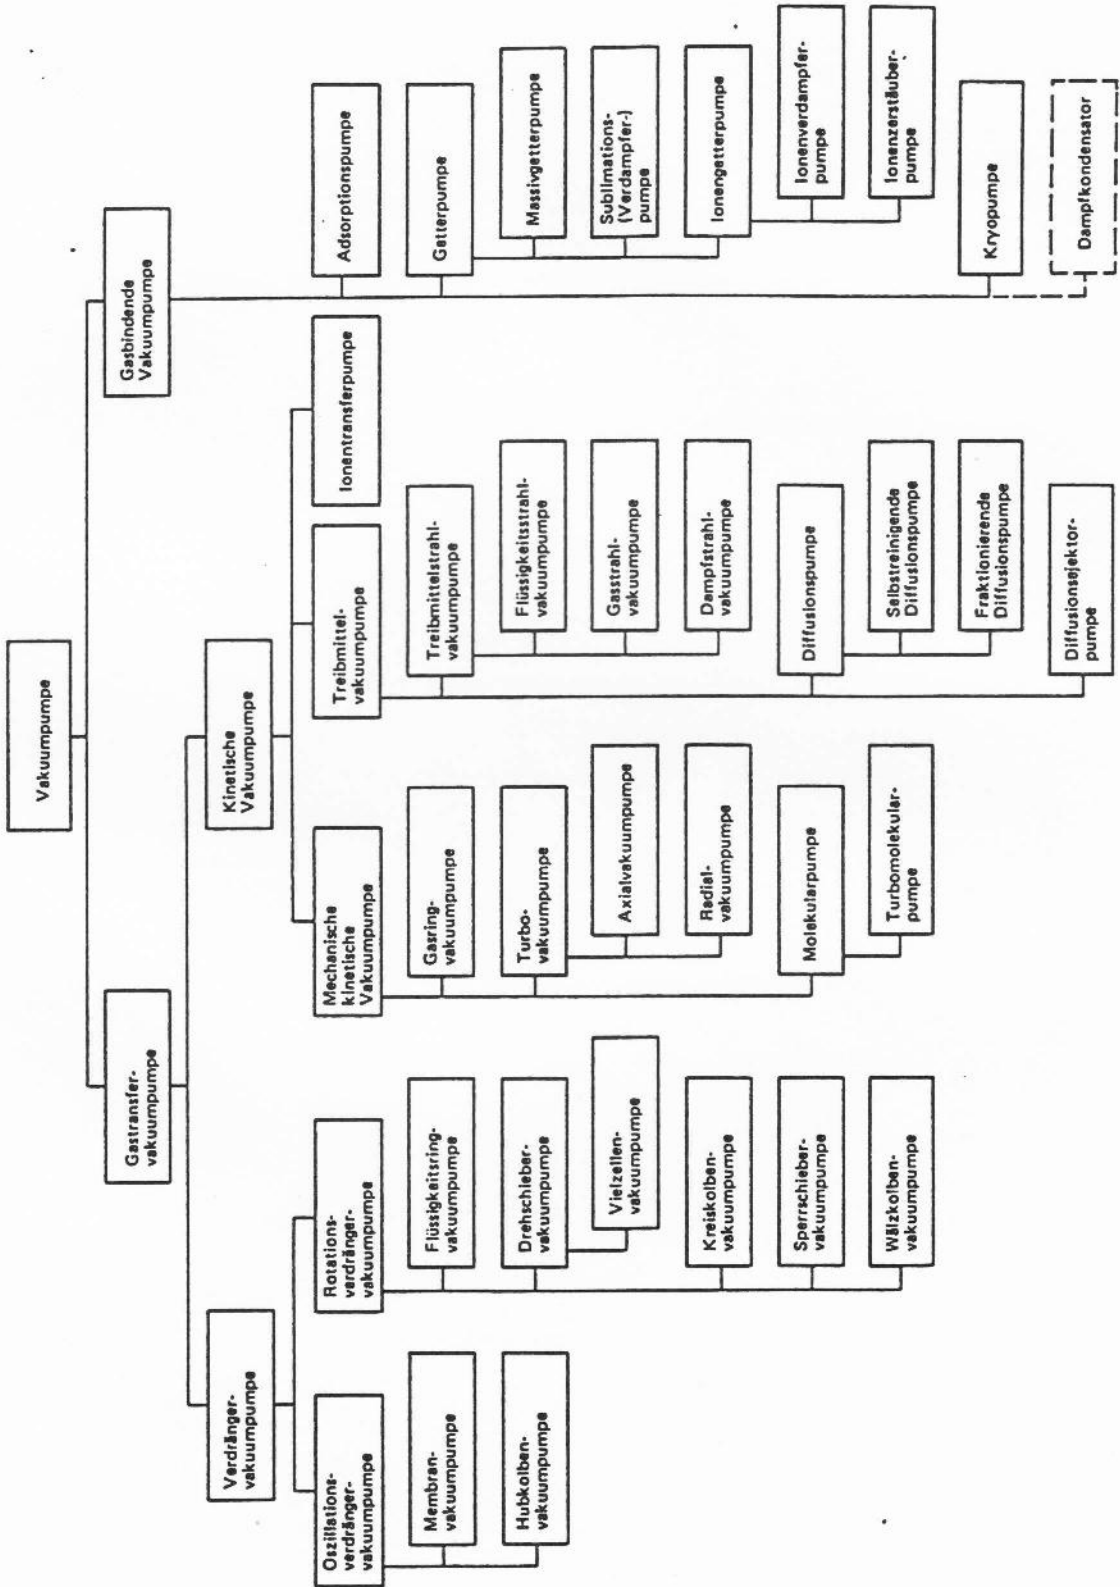 Vakuumpumpe
Gastransfer-
vakuumpumpe
Gasbindende
Vakuumpumpe
Verdränger-
vakuumpumpe
Kinetische
Vakuumpumpe
Oszillations-
verdränger-
vakuumpumpe
Membran-
vakuumpumpe
Hubkolben-
vakuumpumpe
Rotations-
verdränger-
vakuumpumpe
Flüssigkeitsring-
vakuumpumpe
Drehschieber-
vakuumpumpe
Vielzellen-
vakuumpumpe
Kreiskolben-
vakuumpumpe
Sperrschieber-
vakuumpumpe
Wälzkolben-
vakuumpumpe
Mechanische
kinetische
Vakuumpumpe
Gasring-
vakuumpumpe
Turbo-
vakuumpumpe
Axialvakuumpumpe
Radial-
vakuumpumpe
Molekularpumpe
Turbomolekular-
pumpe
Treibmittel-
vakuumpumpe
Treibmittelstrahl-
vakuumpumpe
Flüssigkeitsstrahl-
vakuumpumpe
Gasstrahl-
vakuumpumpe
Dampfstrahl-
vakuumpumpe
Diffusionspumpe
Selbstreinigende
Diffusionspumpe
Fraktionierende
Diffusionspumpe
Diffusionsejektor-
pumpe
Ionentransferpumpe
Adsorptionspumpe
Getterpumpe
Massivgetterpumpe
Sublimations-
(Verdampfer-)
pumpe
Ionengetterpumpe
Ionenverdampfer-
pumpe
Ionenzerstäuber-
pumpe
Kryopumpe
Dampfkondensator